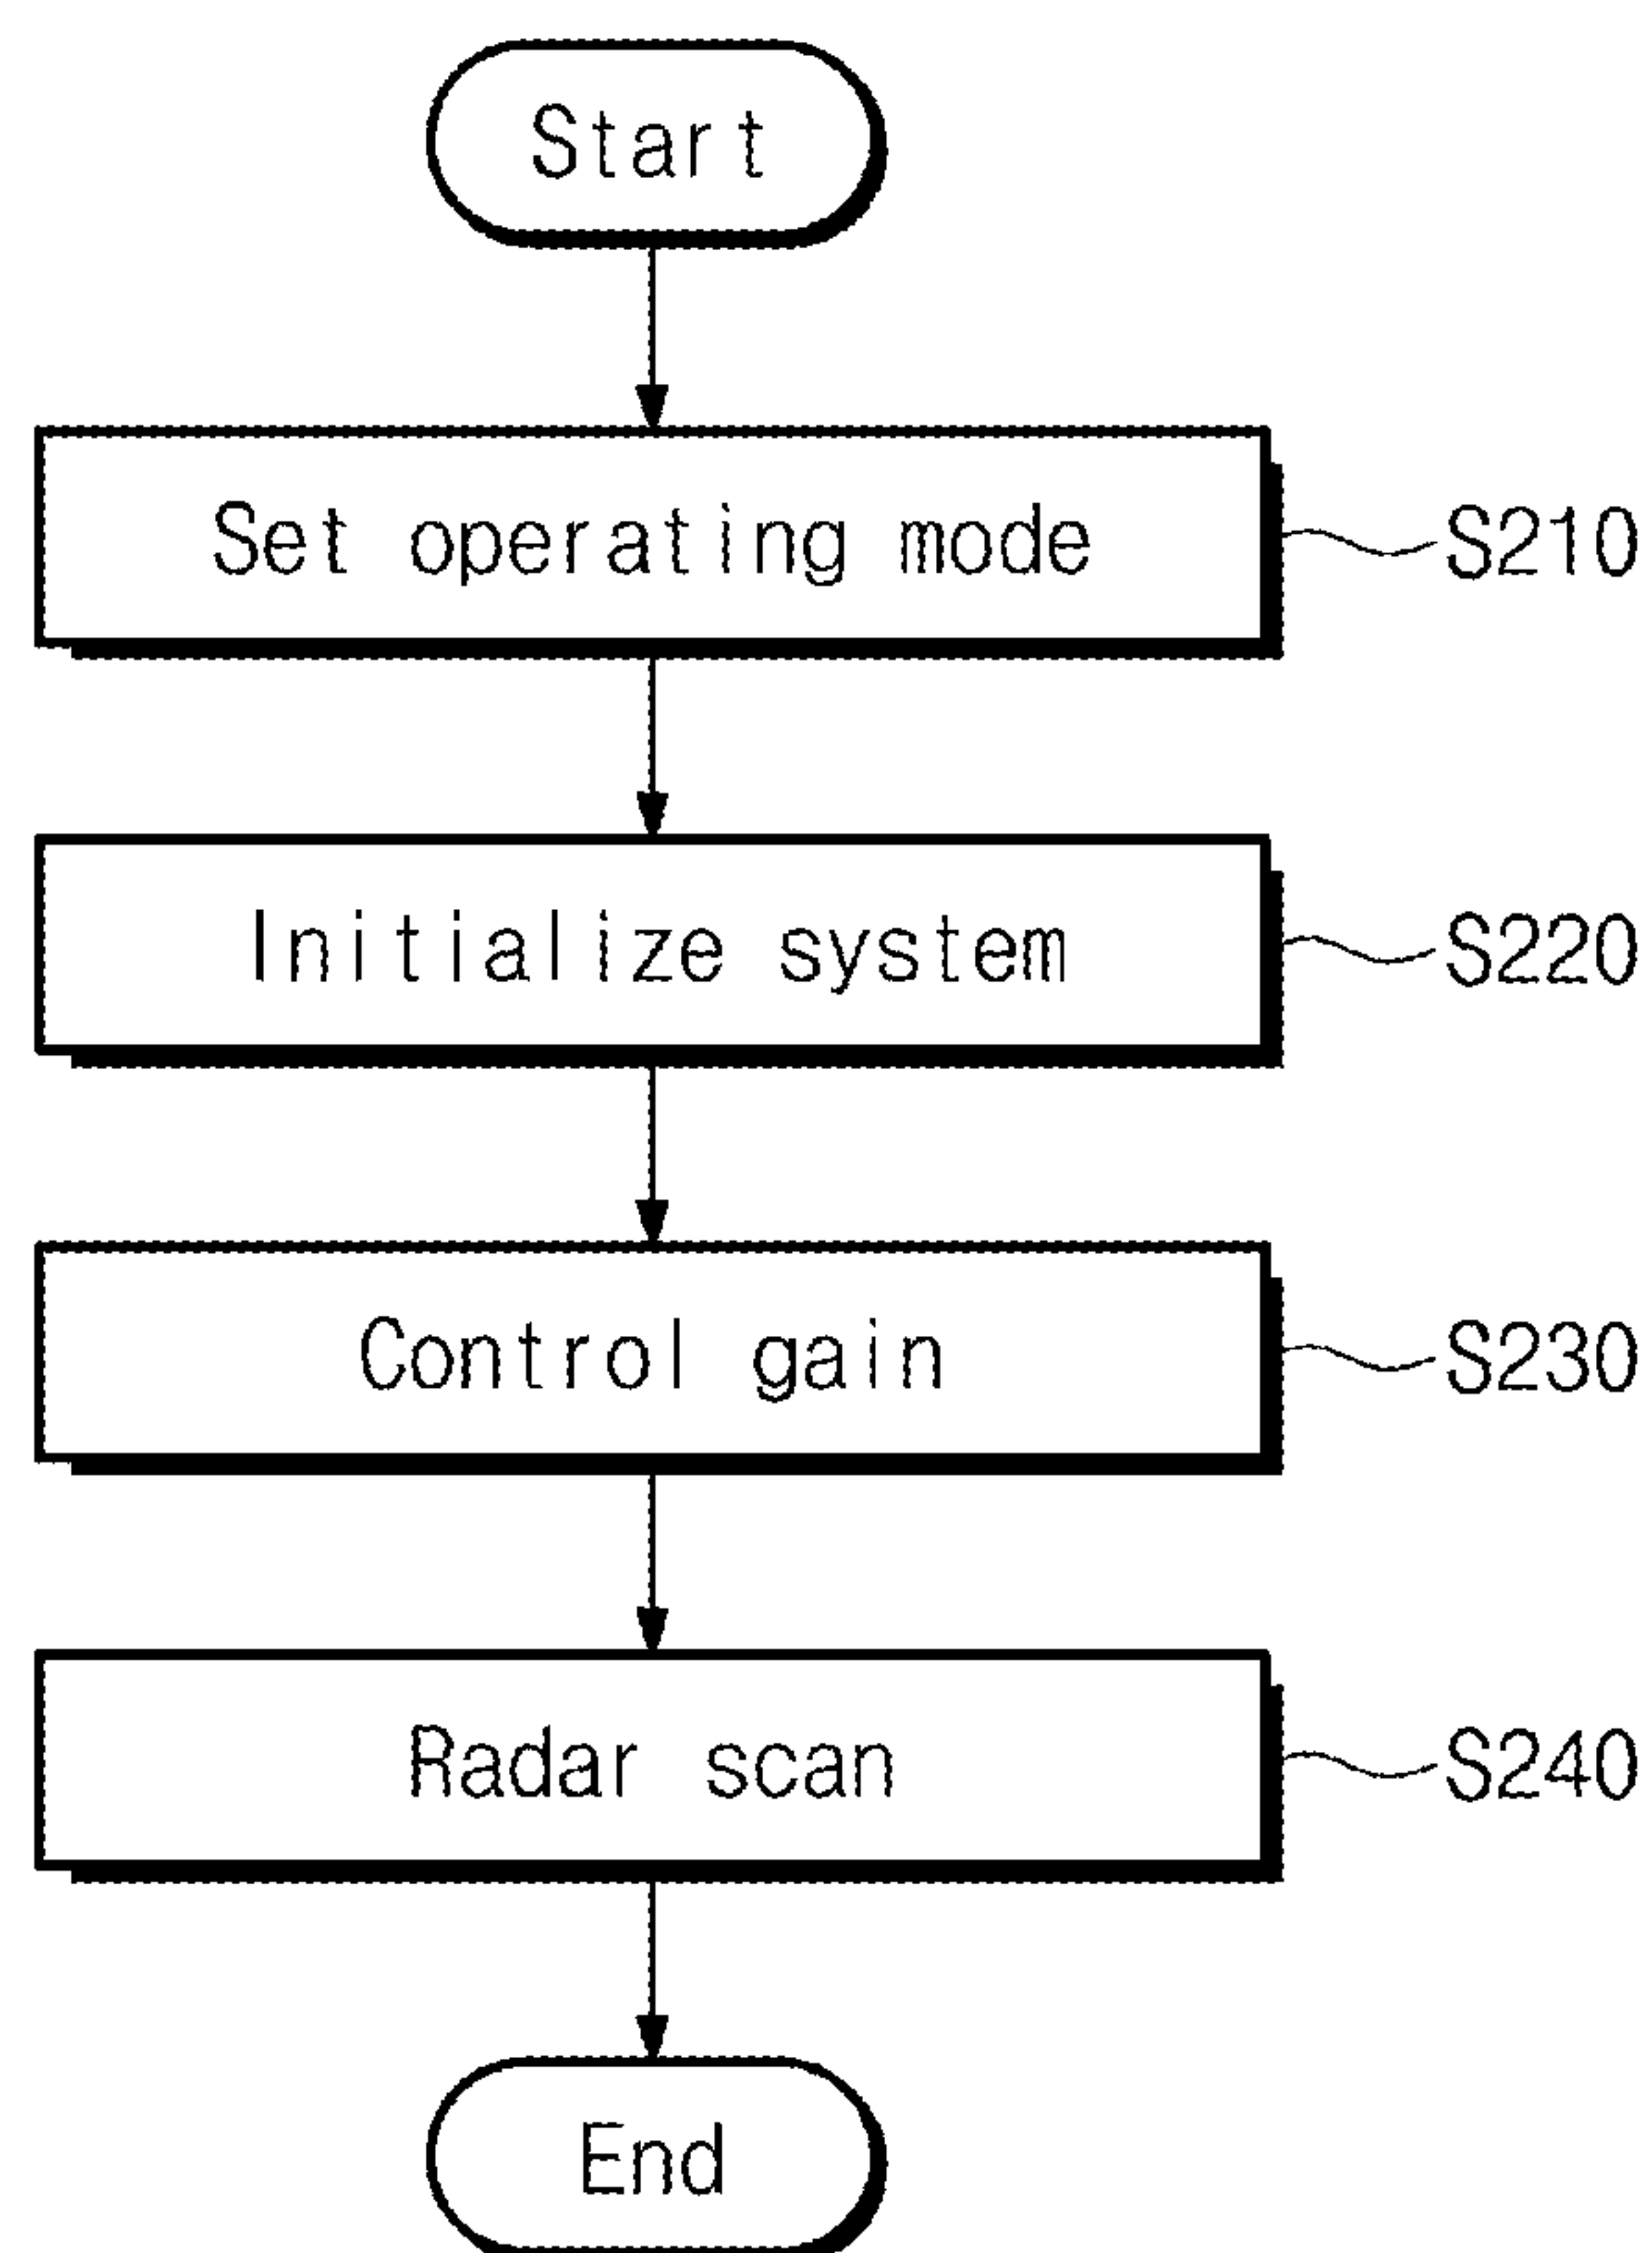 Start
Set operating mode
S210
Initialize system
S220
Control gain
S230
Radar scan
S240
End